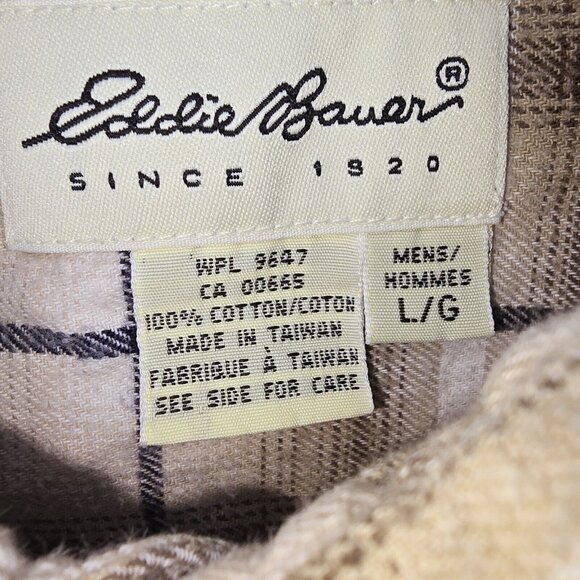 Eddie Bauer®
SINCE 1920
WPL 9647
CA 00665
100% COTTON/COTON
MADE IN TAIWAN
FABRIQUE À TAIWAN
SEE SIDE FOR CARE
MENS/
HOMMES
L/G